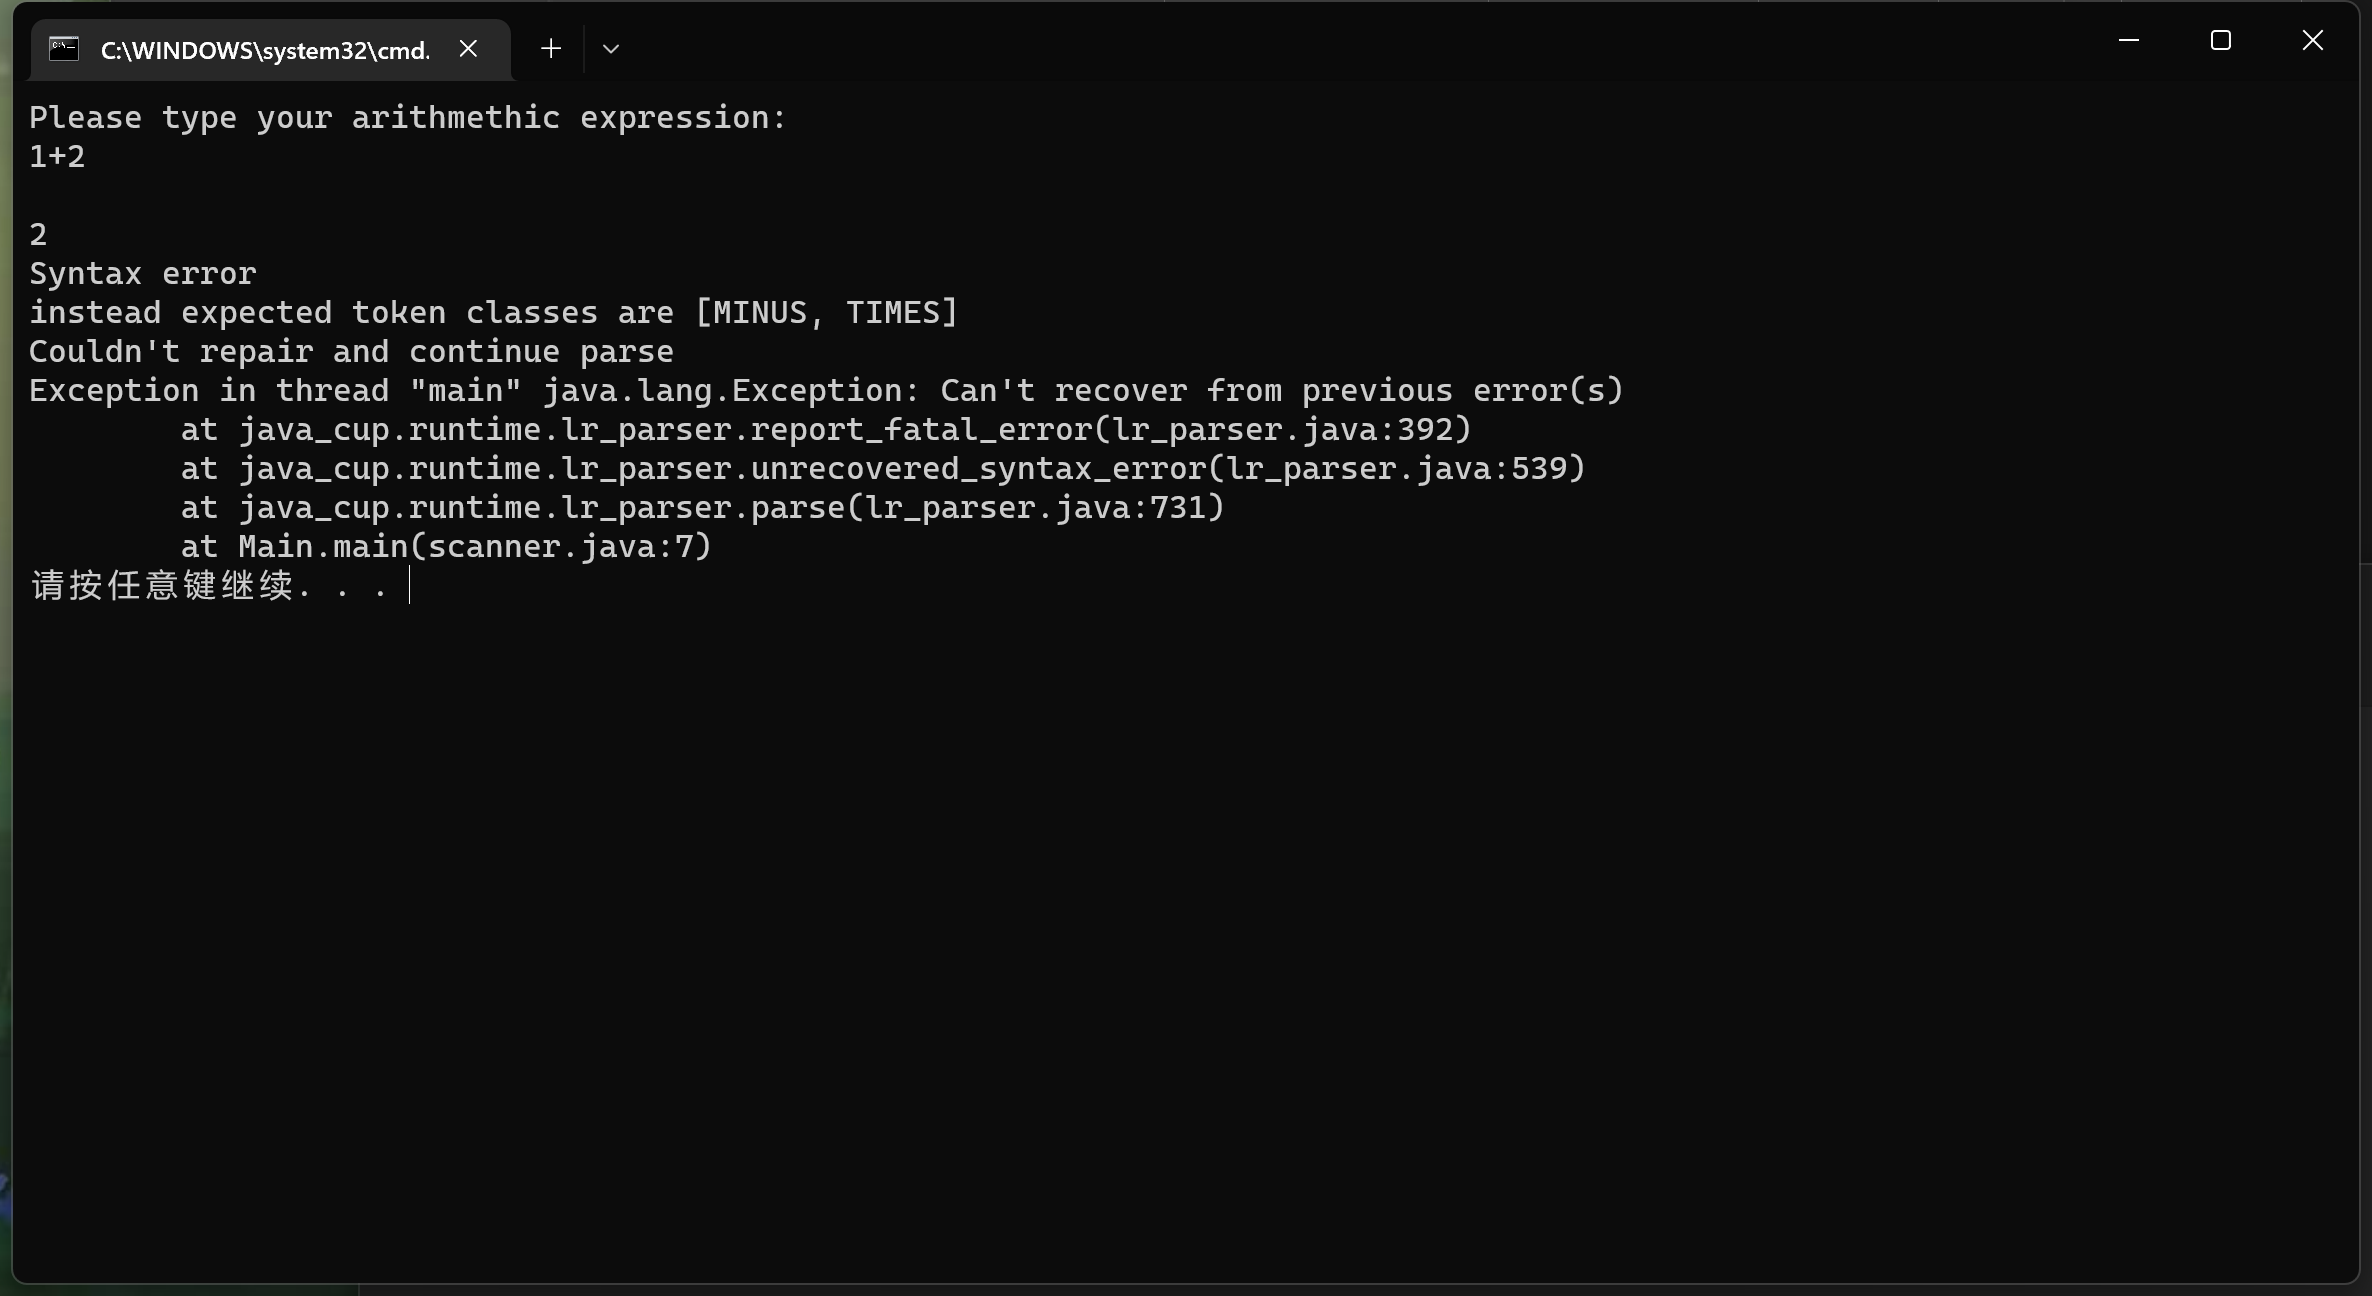 C:\WINDOWS\system32\cmd.
Please type your arithmethic expression:
1+2
2
Syntax error
instead expected token classes are [MINUS, TIMES]
Couldn't repair and continue parse
Exception in thread "main" java.lang.Exception: Can't recover from previous error(s)
at java_cup.runtime.lr_parser.report_fatal_error(lr_parser.java:392)
at java_cup.runtime.lr_parser.unrecovered_syntax_error(lr_parser.java:539)
at java_cup.runtime.lr_parser.parse(lr_parser.java:731)
at Main.main(scanner.java:7)
请按任意键继续. . .